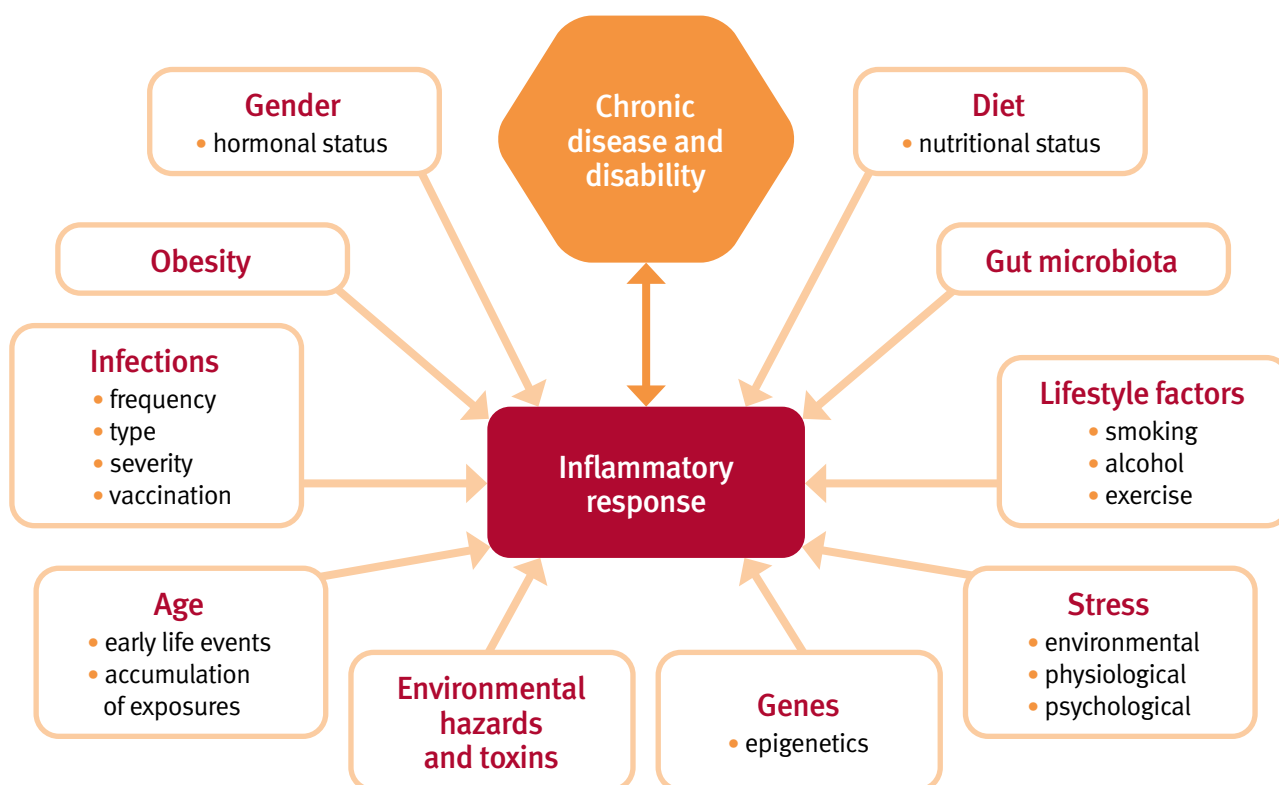 Chronic
disease and
disability
Gender
• hormonal status
Diet
• nutritional status
Obesity
Gut microbiota
Infections
• frequency
• type
• severity
• vaccination
Lifestyle factors
• smoking
• alcohol
• exercise
Inflammatory
response
Age
• early life events
• accumulation
of exposures
Environmental
hazards
and toxins
Genes
• epigenetics
Stress
• environmental
• physiological
• psychological